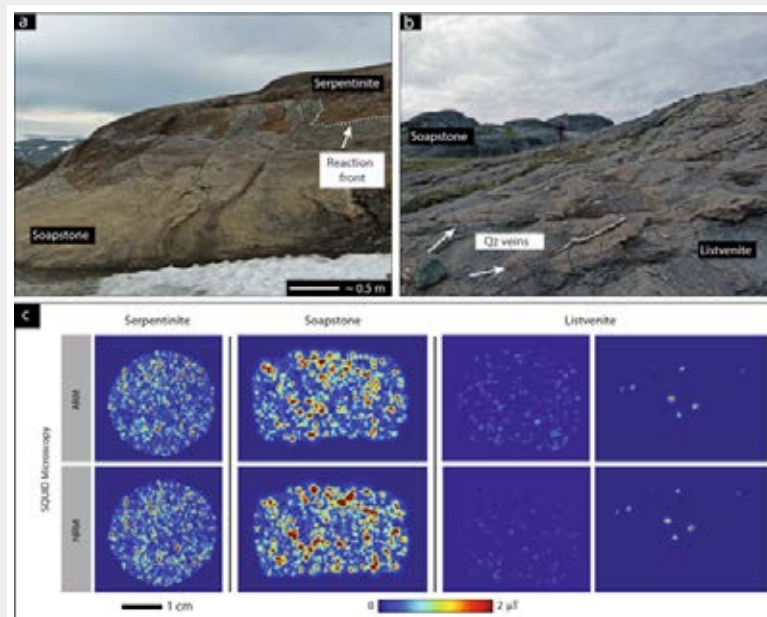 a
Serpentinite
Reaction
front
Soapstone
~ 0.5 m
b
Soapstone
Qz veins
Listvenite
c
Serpentinite
Soapstone
Listvenite
SQUID Microscopy
ARM
NRM
1 cm
0
2 µT